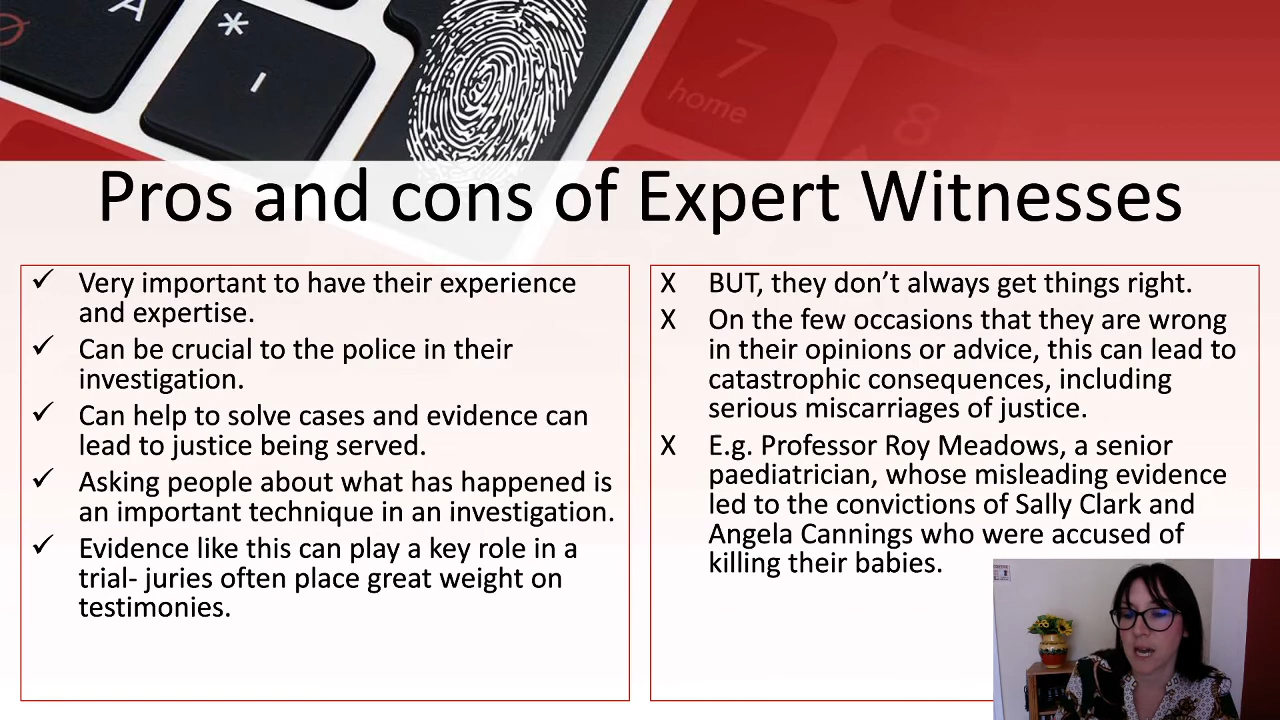 A
*
7
home
8
Pros and cons of Expert Witnesses
✓ Very important to have their experience
and expertise.
✓ Can be crucial to the police in their
investigation.
✓ Can help to solve cases and evidence can
lead to justice being served.
✓ Asking people about what has happened is
an important technique in an investigation.
✓ Evidence like this can play a key role in a
trial- juries often place great weight on
testimonies.
X BUT, they don’t always get things right.
X On the few occasions that they are wrong
in their opinions or advice, this can lead to
catastrophic consequences, including
serious miscarriages of justice.
X E.g. Professor Roy Meadows, a senior
paediatrician, whose misleading evidence
led to the convictions of Sally Clark and
Angela Cannings who were accused of
killing their babies.